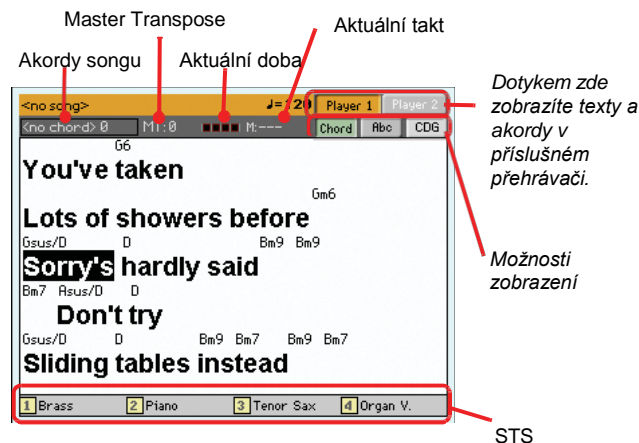 Master Transpose
Aktuální takt
Akordy songu
Aktuální doba
<no song> ♩=120 Player 1 Player 2
<no chord> 0 Mi:0 M:--- Chord Abc CDG
Dotykem zde
zobrazíte texty a
akordy v
příslušném
přehrávači.
G6
You've taken
Gm6
Lots of showers before
Gsus/D D Bm9 Bm9
Sorry's hardly said
Bm7 Asus/D D
Don't try
Gsus/D D Bm9 Bm7 Bm9 Bm7
Sliding tables instead
Možnosti
zobrazení
1 Brass 2 Piano 3 Tenor Sax 4 Organ V.
STS